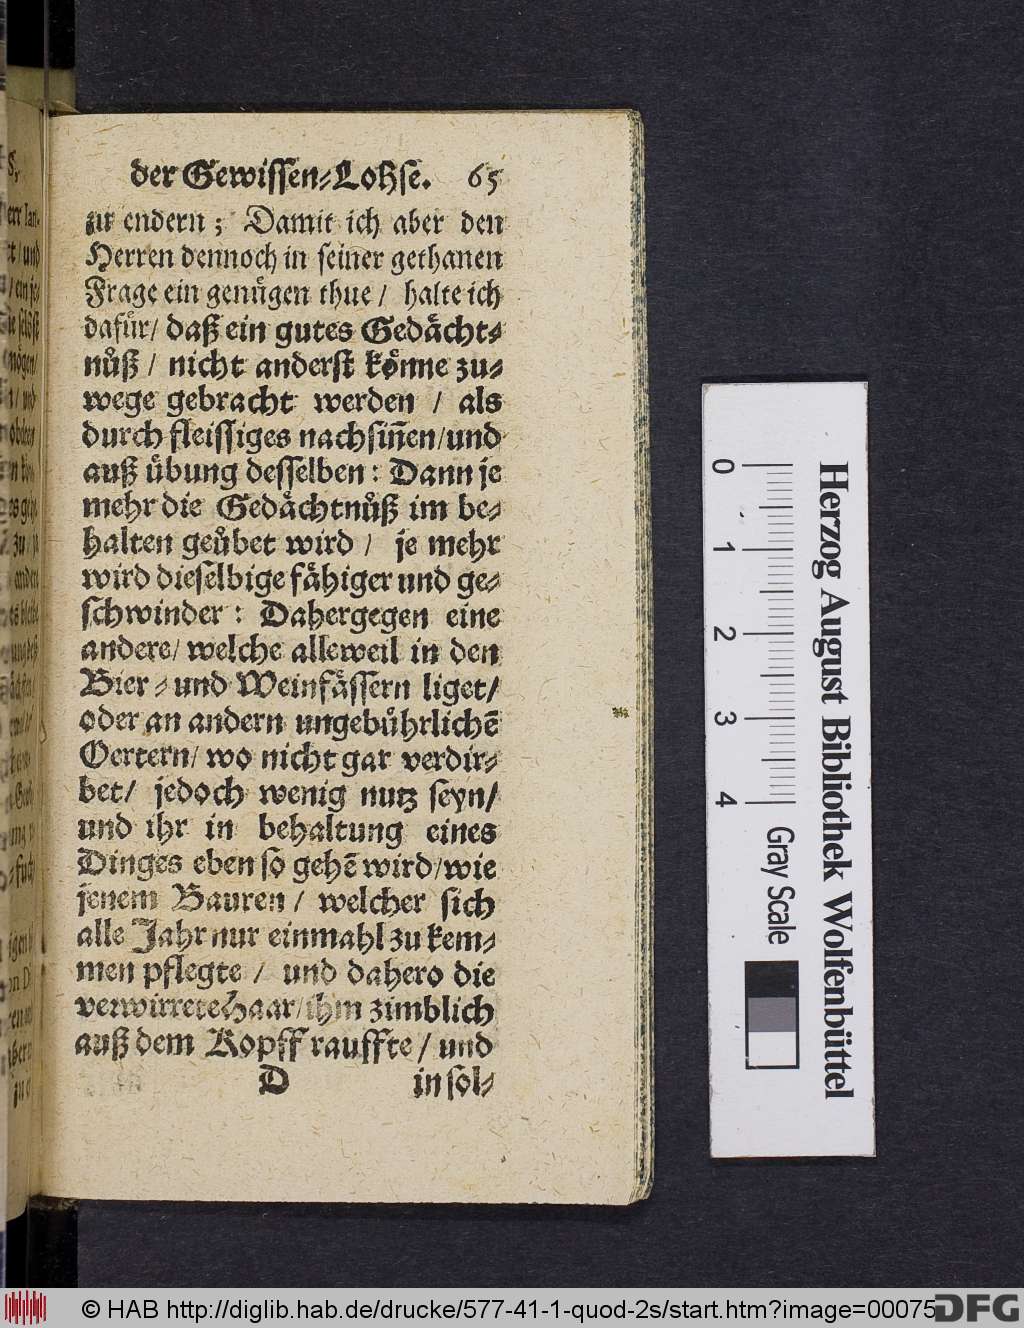 der Gewissen-Lohse. 65
zu endern; Damit ich aber den
Herren dennoch in seiner gethanen
Frage ein genügen thue / halte ich
dafür / daß ein gutes Gedächt-
nüß / nicht anderst könne zu-
wege gebracht werden / als
durch fleissiges nachsiñen / und
auß übung desselben: Dann je
mehr die Gedächtnüß im be-
halten geübet wird / je mehr
wird dieselbige fähiger und ge-
schwinder: Dahergegen eine
andere / welche alleweil in den
Bier- und Weinfässern liget /
oder an andern ungebührlichẽ
Oertern / wo nicht gar verdir-
bet / jedoch wenig nutz seyn /
und ihr in behaltung eines
Dinges eben so gehẽ wird / wie
jenem Bauren / welcher sich
alle Jahr nur einmahl zu kem-
men pflegte / und dahero die
verwirrete Haar / ihm zimblich
auß dem Kopff rauffte / und
D in sol-
Herzog August Bibliothek Wolfenbüttel
0 1 2 3 4 Gray Scale
© HAB http://diglib.hab.de/drucke/577-41-1-quod-2s/start.htm?image=00075
DFG